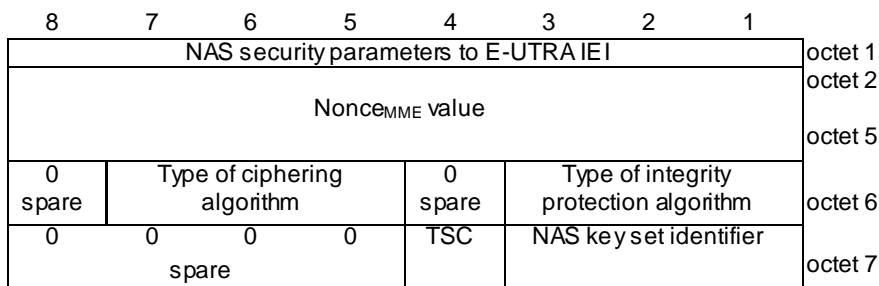 8 7 6 5 4 3 2 1
NAS security parameters to E-UTRA IEI octet 1
octet 2
Nonce_MME value
octet 5
0 Type of ciphering 0 Type of integrity
spare algorithm spare protection algorithm octet 6
0 0 0 0 TSC NAS key set identifier
spare octet 7